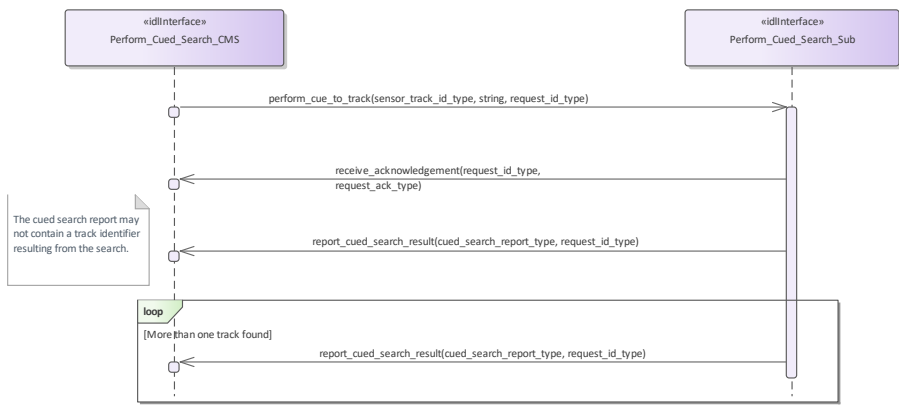 «idlInterface»
Perform_Cued_Search_CMS
«idlInterface»
Perform_Cued_Search_Sub
perform_cue_to_track(sensor_track_id_type, string, request_id_type)
receive_acknowledgement(request_id_type,
request_ack_type)
The cued search report may
not contain a track identifier
resulting from the search.
report_cued_search_result(cued_search_report_type, request_id_type)
loop
[More than one track found]
report_cued_search_result(cued_search_report_type, request_id_type)